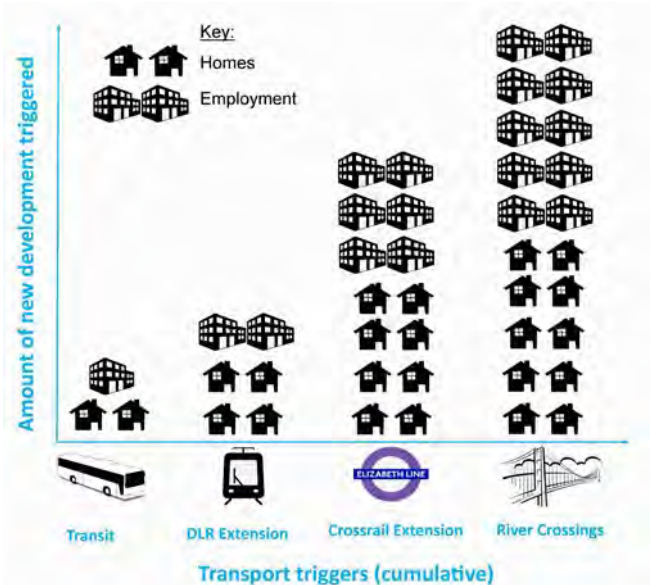 Key:
Homes
Employment
Amount of new development triggered
ELIZABETH LINE
Transit
DLR Extension
Crossrail Extension
River Crossings
Transport triggers (cumulative)